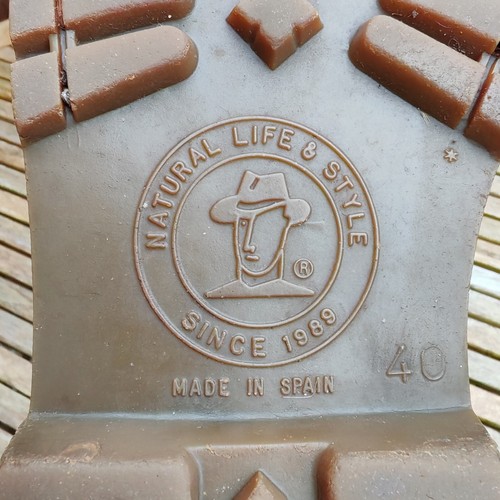 NATURAL LIFE & STYLE
®
SINCE 1989
MADE IN SPAIN
40
*